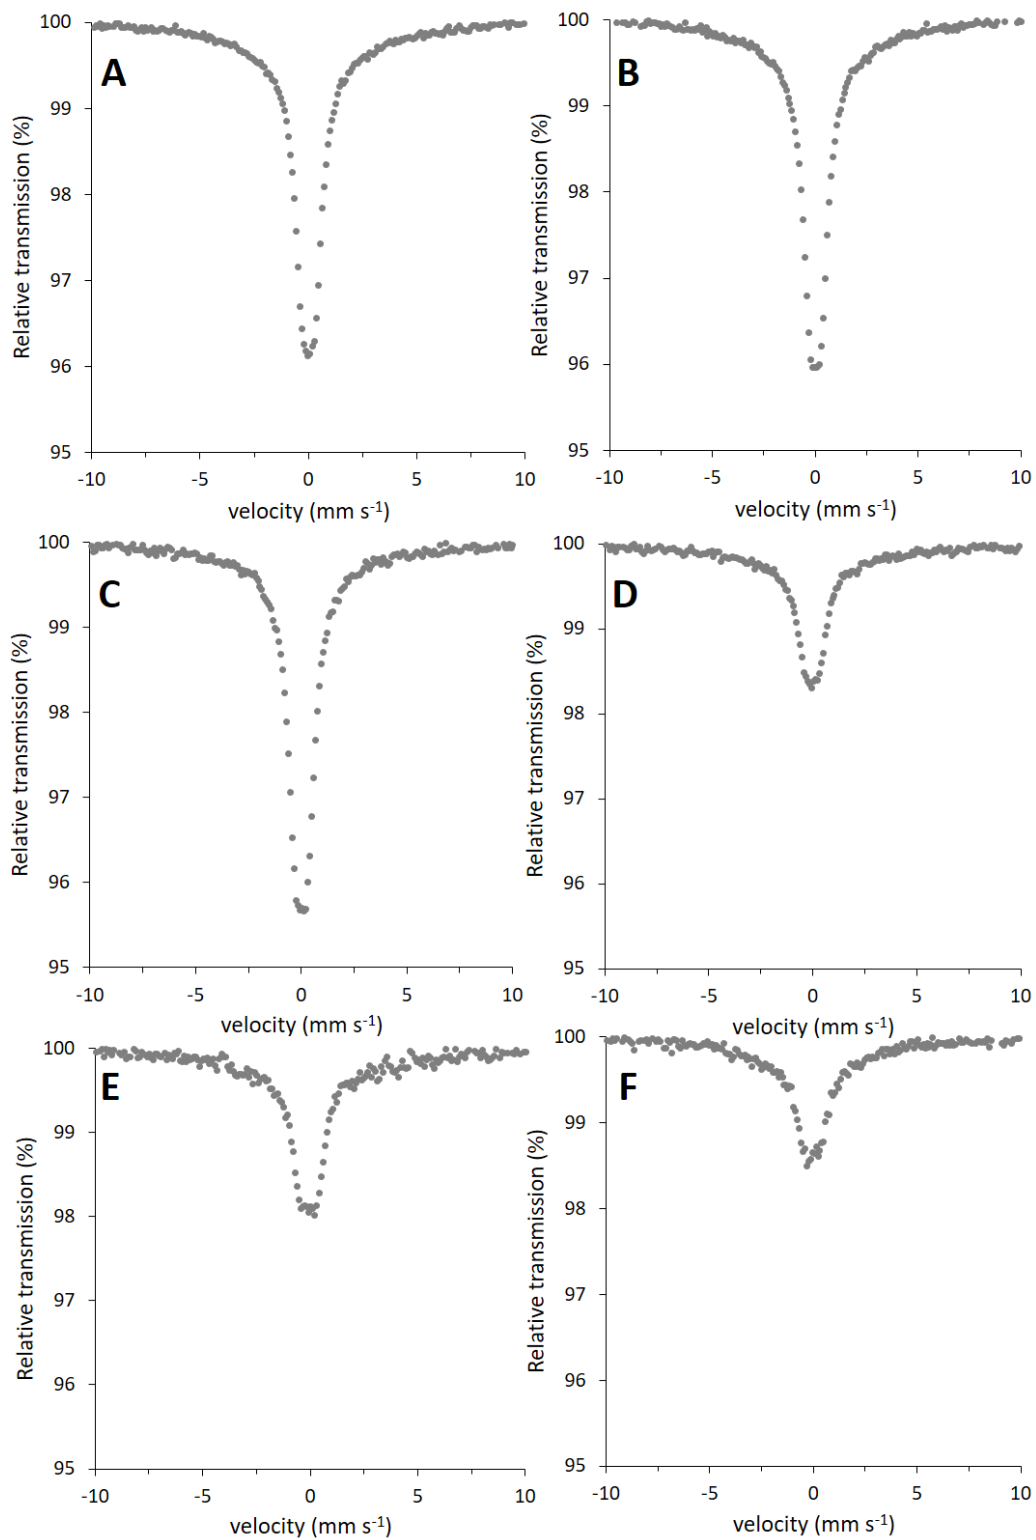 A
Relative transmission (%)
100
99
98
97
96
95
-10 -5 0 5 10
velocity (mm s-1)
B
Relative transmission (%)
100
99
98
97
96
95
-10 -5 0 5 10
velocity (mm s-1)
C
Relative transmission (%)
100
99
98
97
96
95
-10 -5 0 5 10
velocity (mm s-1)
D
Relative transmission (%)
100
99
98
97
96
95
-10 -5 0 5 10
velocity (mm s-1)
E
Relative transmission (%)
100
99
98
97
96
95
-10 -5 0 5 10
velocity (mm s-1)
F
Relative transmission (%)
100
99
98
97
96
95
-10 -5 0 5 10
velocity (mm s-1)